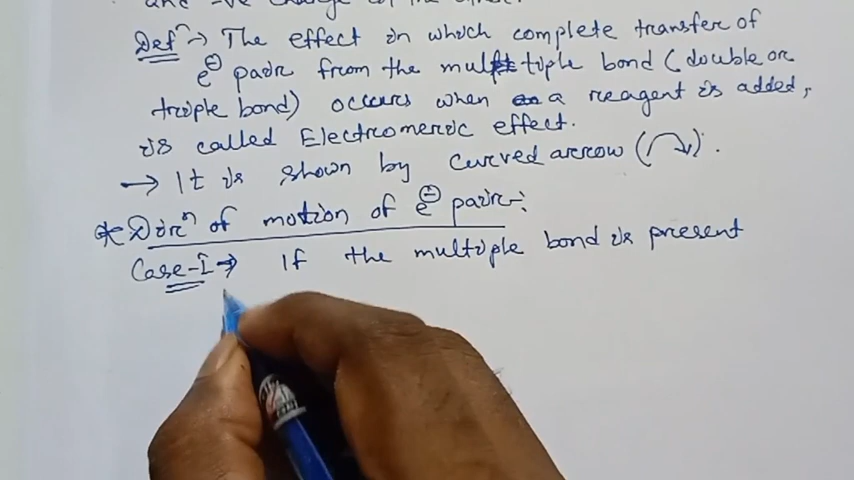 Defⁿ → The effect in which complete transfer of
e⊖ pair from the multiple bond (double or
triple bond) occurs when a reagent is added,
is called Electromeric effect.
→ It is shown by curved arrow (↷).
* Dirⁿ of motion of e⊖ pair:
Case-I → If the multiple bond is present